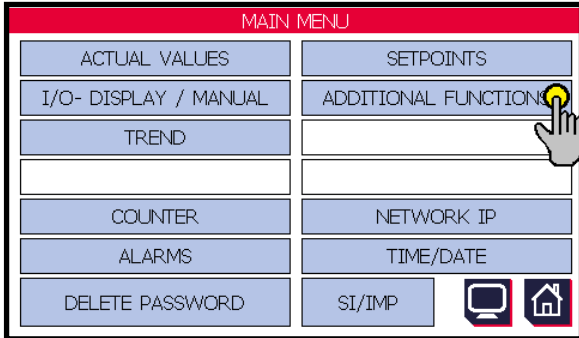 MAIN MENU
ACTUAL VALUES
SETPOINTS
I/O- DISPLAY / MANUAL
ADDITIONAL FUNCTIONS
TREND
COUNTER
NETWORK IP
ALARMS
TIME/DATE
DELETE PASSWORD
SI/IMP